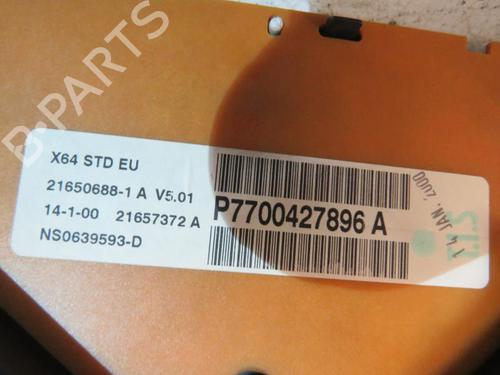 B-PARTS
X64 STD EU
21650688-1 A V5.01
14-1-00 21657372 A
NS0639593-D
P7700427896 A
14 JAN. 2000